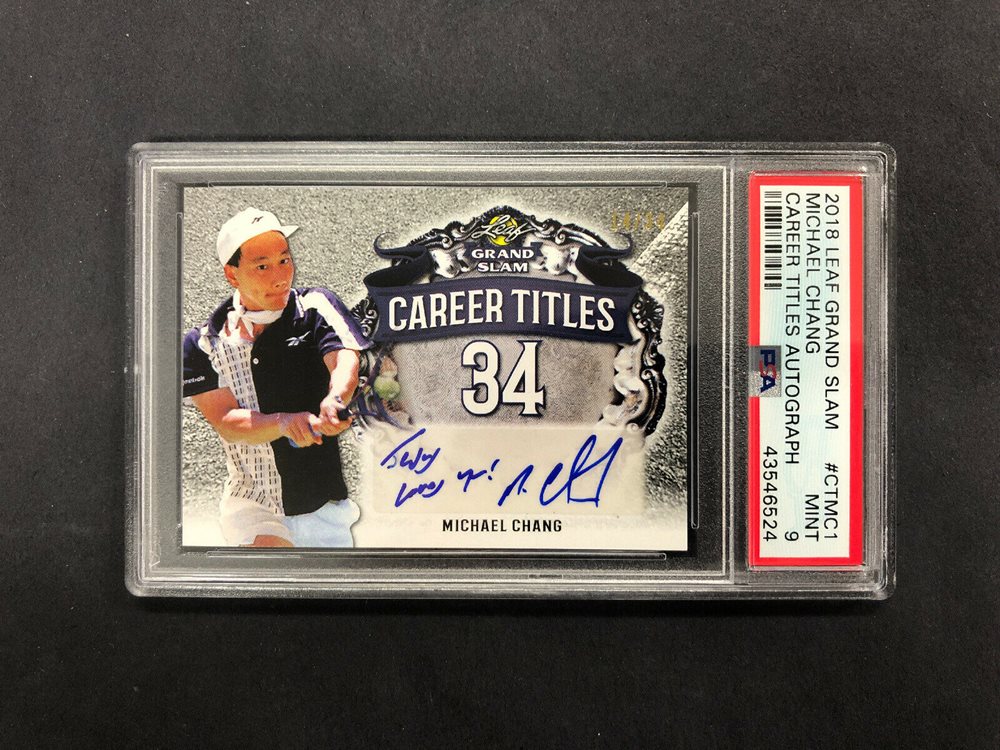 Leaf
GRAND
SLAM
CAREER TITLES
34
MICHAEL CHANG
2018 LEAF GRAND SLAM #CTMC1
MICHAEL CHANG MINT
CAREER TITLES AUTOGRAPH 9
PSA 43546524